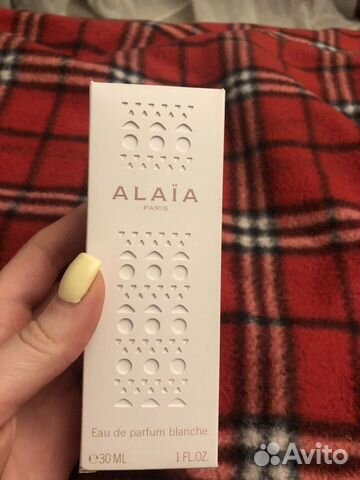 ALAÏA
PARIS
Eau de parfum blanche
℮30 ML 1 FL.OZ.
Avito